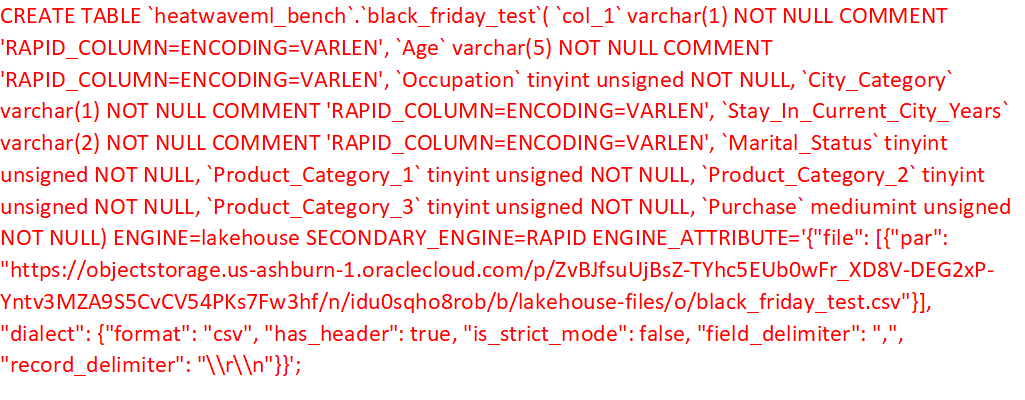 CREATE TABLE `heatwaveml_bench`.`black_friday_test`( `col_1` varchar(1) NOT NULL COMMENT
'RAPID_COLUMN=ENCODING=VARLEN', `Age` varchar(5) NOT NULL COMMENT
'RAPID_COLUMN=ENCODING=VARLEN', `Occupation` tinyint unsigned NOT NULL, `City_Category`
varchar(1) NOT NULL COMMENT 'RAPID_COLUMN=ENCODING=VARLEN', `Stay_In_Current_City_Years`
varchar(2) NOT NULL COMMENT 'RAPID_COLUMN=ENCODING=VARLEN', `Marital_Status` tinyint
unsigned NOT NULL, `Product_Category_1` tinyint unsigned NOT NULL, `Product_Category_2` tinyint
unsigned NOT NULL, `Product_Category_3` tinyint unsigned NOT NULL, `Purchase` mediumint unsigned
NOT NULL) ENGINE=lakehouse SECONDARY_ENGINE=RAPID ENGINE_ATTRIBUTE='{"file": [{"par":
"https://objectstorage.us-ashburn-1.oraclecloud.com/p/ZvBJfsuUjBsZ-TYhc5EUb0wFr_XD8V-DEG2xP-
Yntv3MZA9S5CvCV54PKs7Fw3hf/n/idu0sqho8rob/b/lakehouse-files/o/black_friday_test.csv"}],
"dialect": {"format": "csv", "has_header": true, "is_strict_mode": false, "field_delimiter": ",",
"record_delimiter": "\\r\\n"}}';